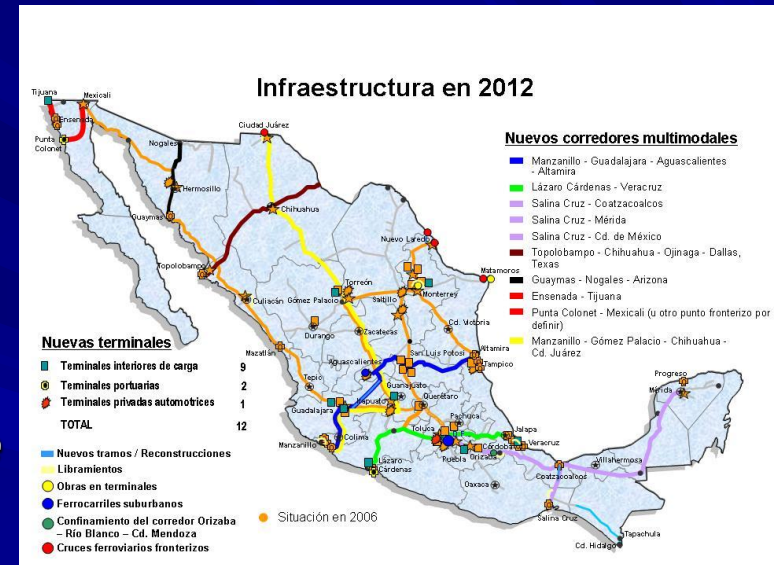 Infraestructura en 2012
Tijuana
Mexicali
Ensenada
Punta
Colonet
Nogales
Ciudad Juárez
Hermosillo
Guaymas
Chihuahua
Topolobampo
Culiacán
Gómez Palacio
Torreón
Saltillo
Nuevo Laredo
Monterrey
Matamoros
Durango
Zacatecas
Cd. Victoria
Mazatlán
Aguascalientes
San Luis Potosí
Altamira
Tampico
Tepic
Guanajuato
Querétaro
Guadalajara
Irapuato
Pachuca
Manzanillo
Colima
Toluca
D.F.
Jalapa
Veracruz
Puebla
Orizaba
Córdoba
Lázaro
Cárdenas
Oaxaca
Coatzacoalcos
Villahermosa
Salina Cruz
Tapachula
Cd. Hidalgo
Progreso
Mérida
Nuevos corredores multimodales
Manzanillo - Guadalajara - Aguascalientes
- Altamira
Lázaro Cárdenas - Veracruz
Salina Cruz - Coatzacoalcos
Salina Cruz - Mérida
Salina Cruz - Cd. de México
Topolobampo - Chihuahua - Ojinaga - Dallas,
Texas
Guaymas - Nogales - Arizona
Ensenada - Tijuana
Punta Colonet - Mexicali (u otro punto fronterizo por
definir)
Manzanillo - Gómez Palacio - Chihuahua -
Cd. Juárez
Nuevas terminales
Terminales interiores de carga 9
Terminales portuarias 2
Terminales privadas automotrices 1
TOTAL 12
Nuevos tramos / Reconstrucciones
Libramientos
Obras en terminales
Ferrocarriles suburbanos
Confinamiento del corredor Orizaba
– Río Blanco – Cd. Mendoza
Cruces ferroviarios fronterizos
Situación en 2006